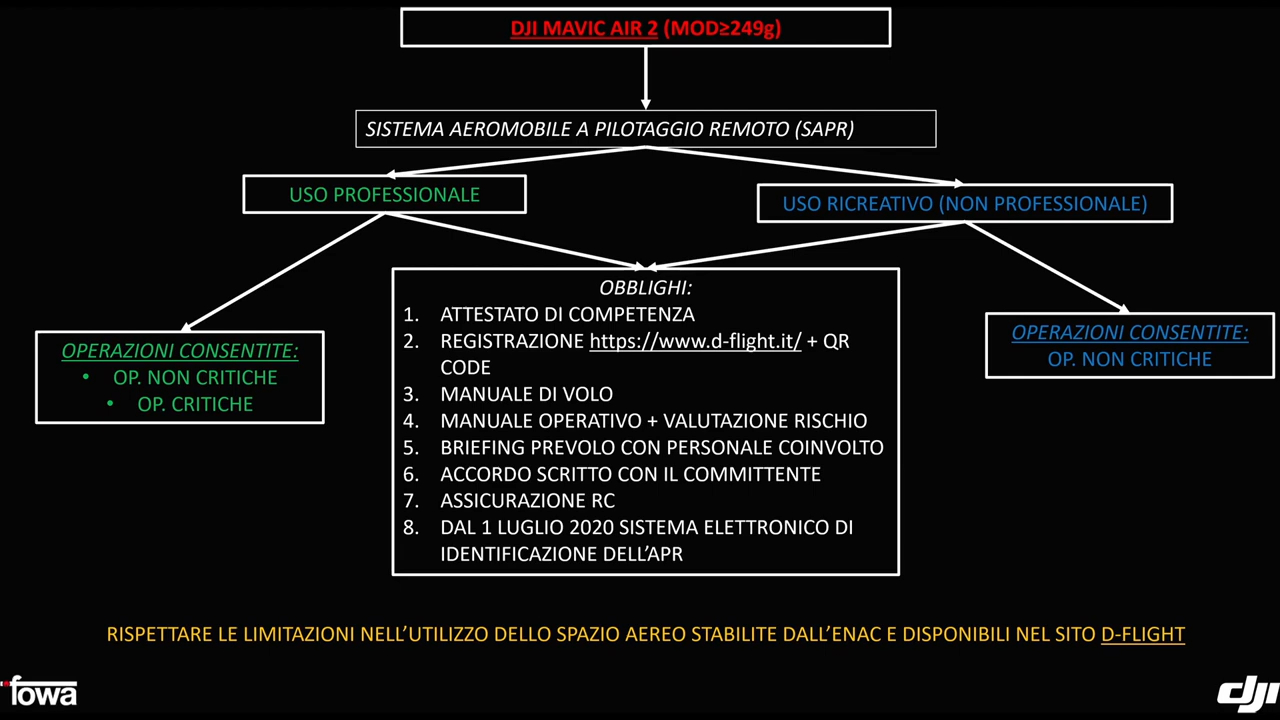 DJI MAVIC AIR 2 (MOD≥249g)
SISTEMA AEROMOBILE A PILOTAGGIO REMOTO (SAPR)
USO PROFESSIONALE
USO RICREATIVO (NON PROFESSIONALE)
OPERAZIONI CONSENTITE:
• OP. NON CRITICHE
• OP. CRITICHE
OBBLIGHI:
1. ATTESTATO DI COMPETENZA
2. REGISTRAZIONE https://www.d-flight.it/ + QR
CODE
3. MANUALE DI VOLO
4. MANUALE OPERATIVO + VALUTAZIONE RISCHIO
5. BRIEFING PREVOLO CON PERSONALE COINVOLTO
6. ACCORDO SCRITTO CON IL COMMITTENTE
7. ASSICURAZIONE RC
8. DAL 1 LUGLIO 2020 SISTEMA ELETTRONICO DI
IDENTIFICAZIONE DELL’APR
OPERAZIONI CONSENTITE:
OP. NON CRITICHE
RISPETTARE LE LIMITAZIONI NELL’UTILIZZO DELLO SPAZIO AEREO STABILITE DALL’ENAC E DISPONIBILI NEL SITO D-FLIGHT
fowa
dji